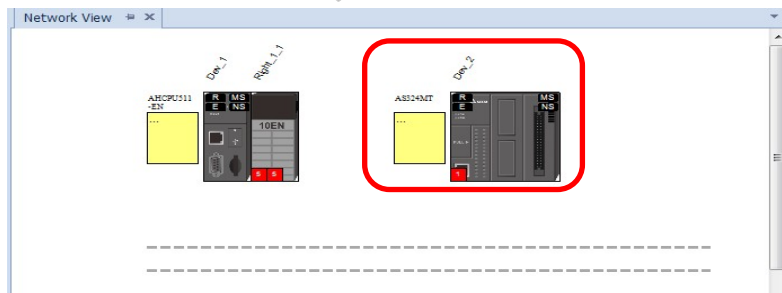 Network View
Dev_1
Right_1_1
Dev_2
AHCPU511
-EN
...
R
MS
E
NS
10EN
S
S
AS324MT
...
R
E
MS
NS
1